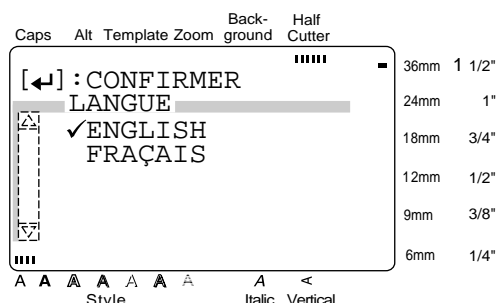 Caps Alt Template Zoom Back-ground Half Cutter
[↵]:CONFIRMER
LANGUE
✓ENGLISH
FRAÇAIS
36mm 1 1/2"
24mm 1"
18mm 3/4"
12mm 1/2"
9mm 3/8"
6mm 1/4"
A A A A A A A A A
Style Italic Vertical